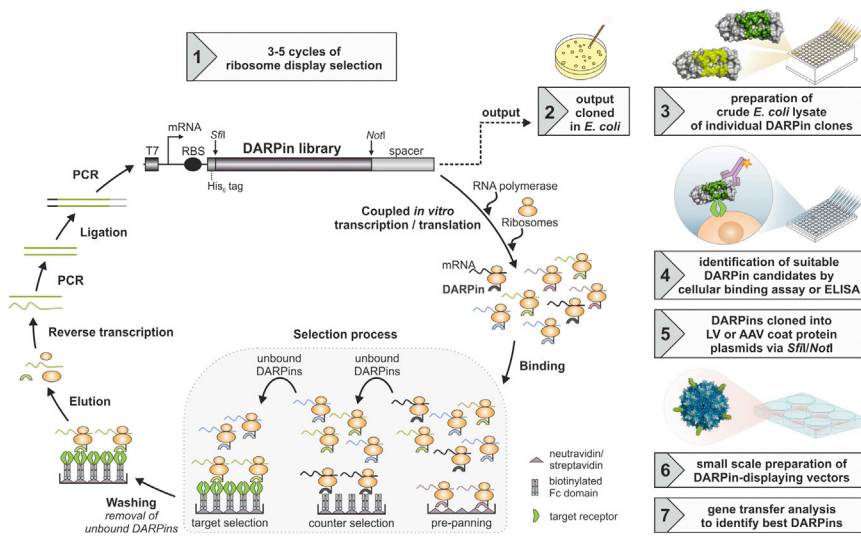 1
3-5 cycles of
ribosome display selection
output
2
output
cloned
in E. coli
3
preparation of
crude E. coli lysate
of individual DARPin clones
mRNA
T7
RBS
SfiI
DARPin library
NotI
spacer
His6 tag
PCR
Ligation
PCR
Reverse transcription
Elution
Washing
removal of
unbound DARPins
RNA polymerase
Coupled in vitro
transcription / translation
Ribosomes
mRNA
DARPin
Binding
Selection process
unbound
DARPins
unbound
DARPins
target selection
counter selection
pre-panning
neutravidin/
streptavidin
biotinylated
Fc domain
target receptor
4
identification of suitable
DARPin candidates by
cellular binding assay or ELISA
5
DARPins cloned into
LV or AAV coat protein
plasmids via SfiI/NotI
6
small scale preparation of
DARPin-displaying vectors
7
gene transfer analysis
to identify best DARPins